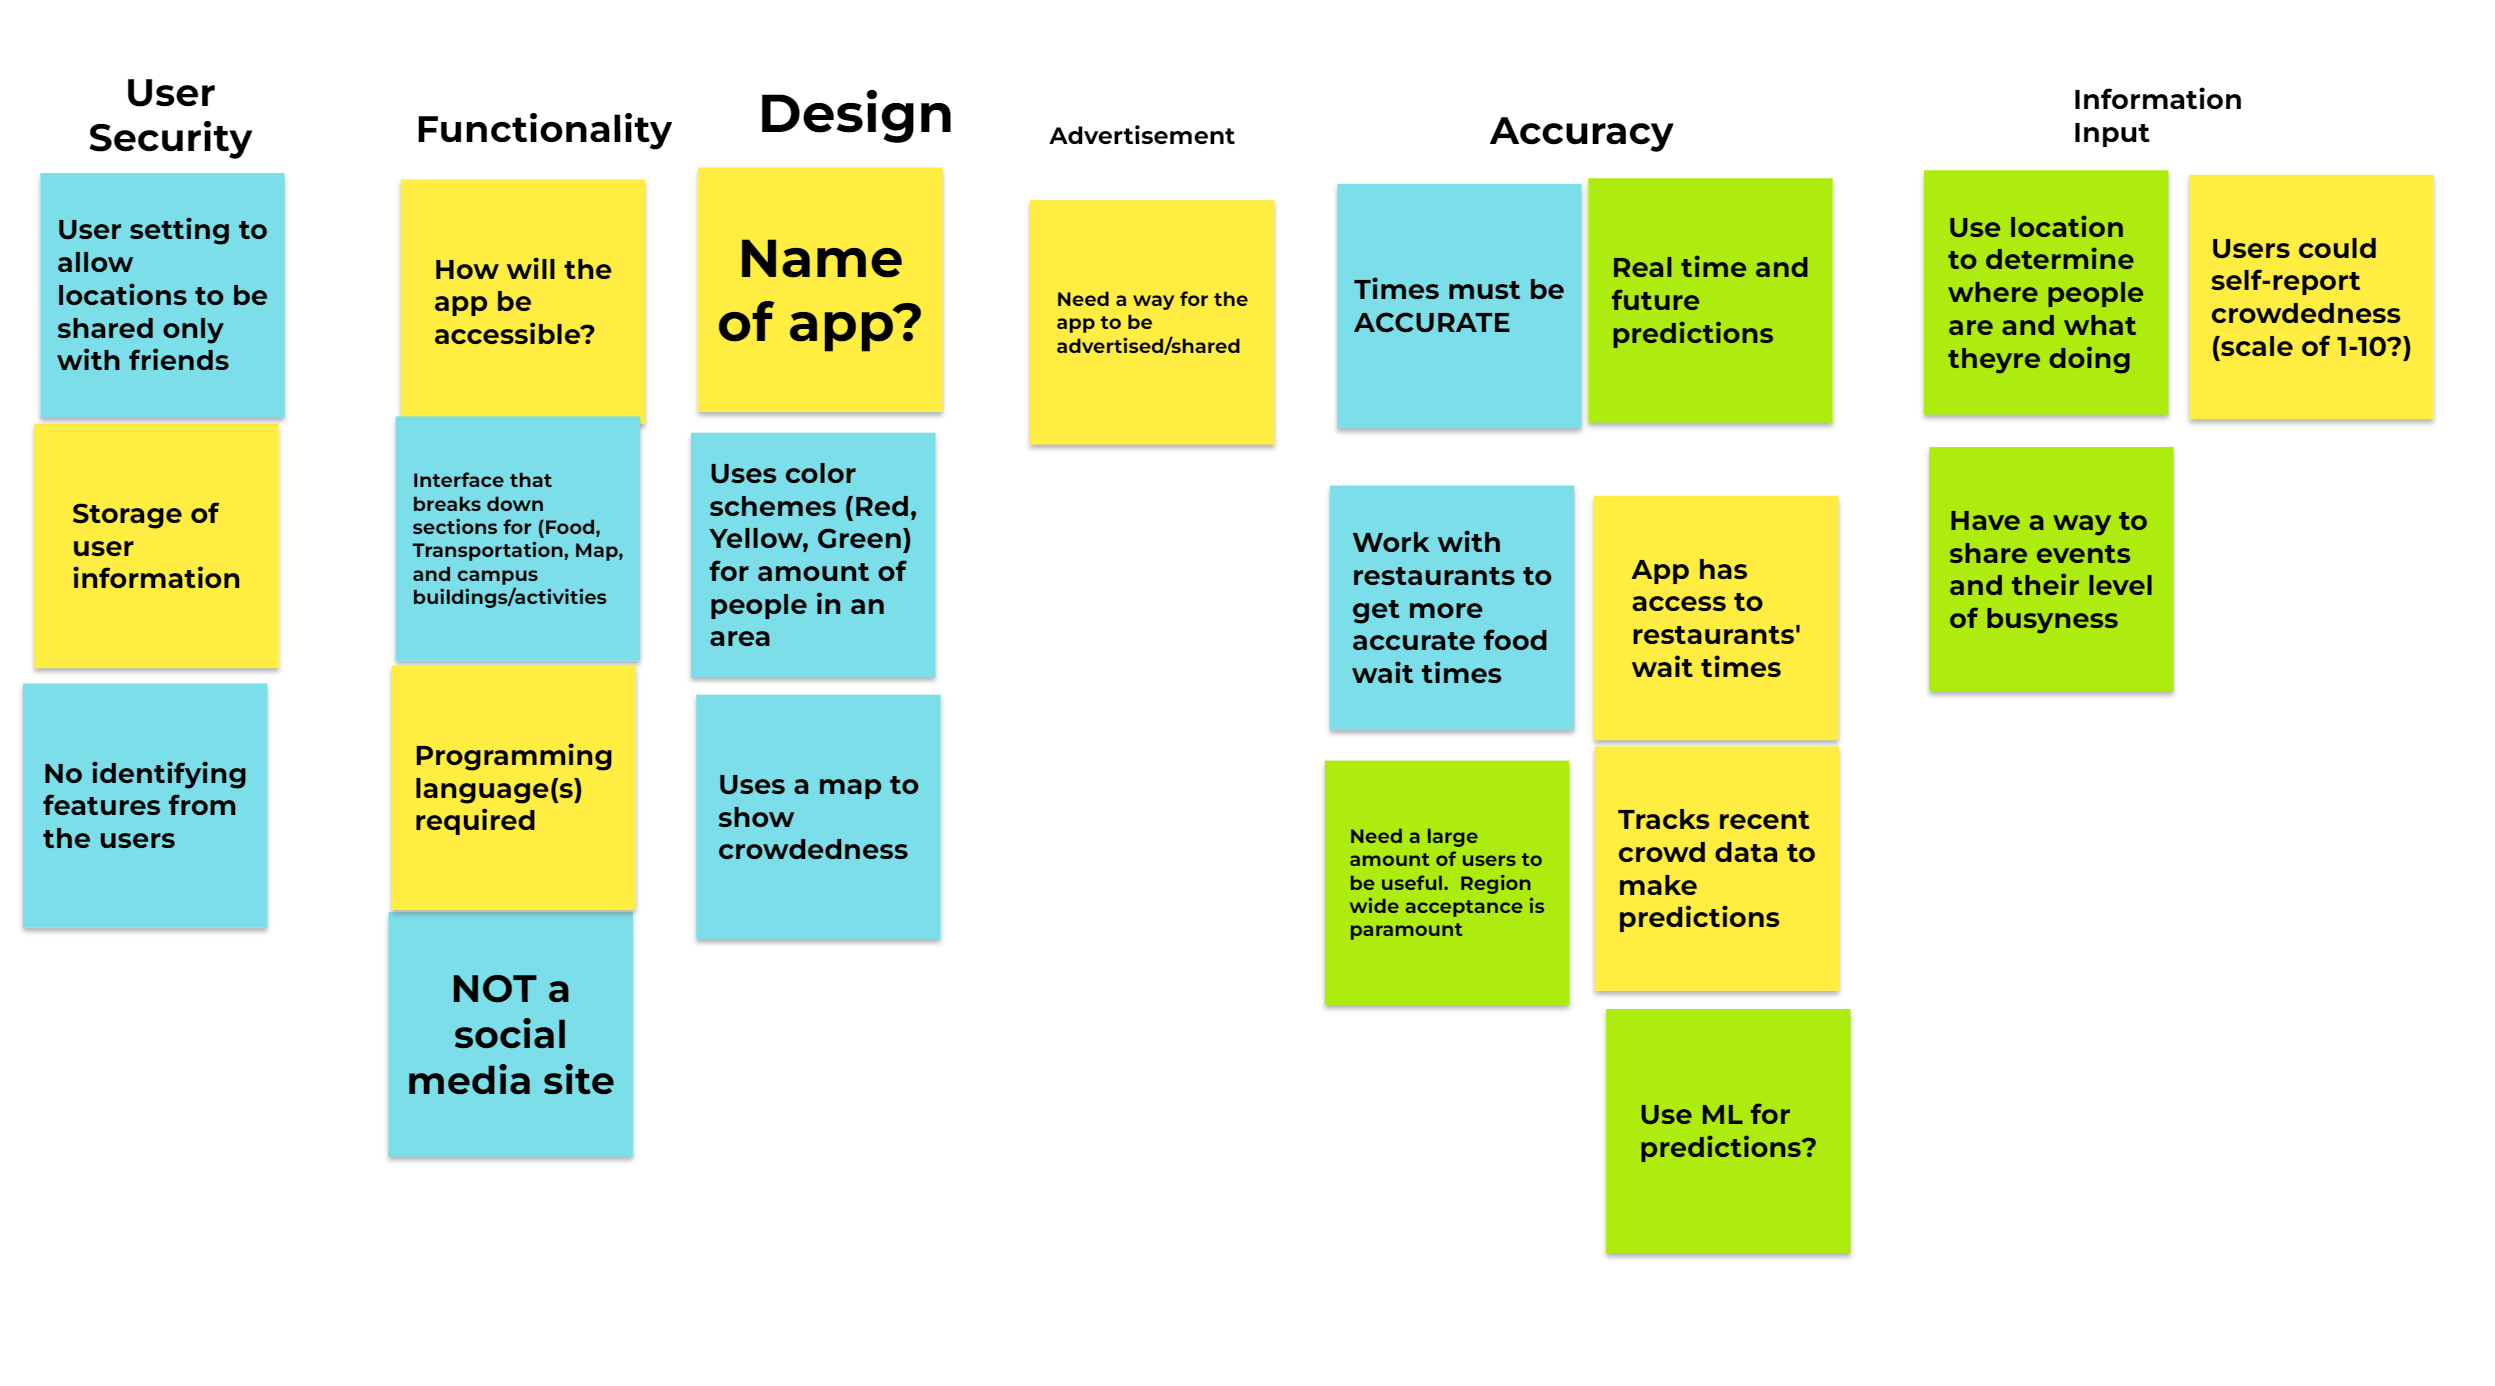 User
Security
Functionality
Design
Advertisement
Accuracy
Information
Input
User setting to
allow
locations to be
shared only
with friends
Storage of
user
information
No identifying
features from
the users
How will the
app be
accessible?
Interface that
breaks down
sections for (Food,
Transportation, Map,
and campus
buildings/activities
Programming
language(s)
required
NOT a
social
media site
Name
of app?
Uses color
schemes (Red,
Yellow, Green)
for amount of
people in an
area
Uses a map to
show
crowdedness
Need a way for the
app to be
advertised/shared
Times must be
ACCURATE
Real time and
future
predictions
Work with
restaurants to
get more
accurate food
wait times
App has
access to
restaurants'
wait times
Need a large
amount of users to
be useful.  Region
wide acceptance is
paramount
Tracks recent
crowd data to
make
predictions
Use ML for
predictions?
Use location
to determine
where people
are and what
theyre doing
Users could
self-report
crowdedness
(scale of 1-10?)
Have a way to
share events
and their level
of busyness